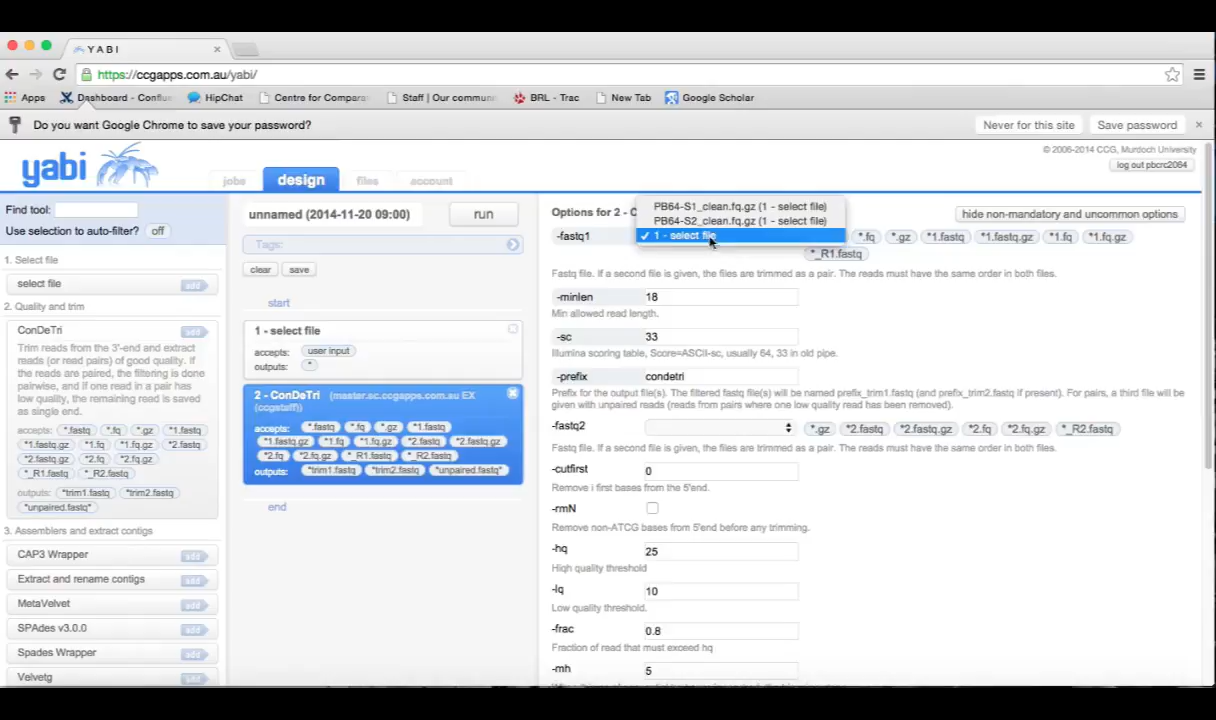 YABI
https://ccgapps.com.au/yabi/
Apps Dashboard - Conflu HipChat Centre for Compara Staff | Our commun BRL - Trac New Tab Google Scholar
Do you want Google Chrome to save your password? Never for this site Save password
© 2006-2014 CCG, Murdoch University
yabi jobs design files account log out pbcrc2064
Find tool:
Use selection to auto-filter? off
1. Select file
select file add
2. Quality and trim
ConDeTri add
Trim reads from the 3'-end and extract
reads (or read pairs) of good quality. If
the reads are paired, the filtering is done
pairwise, and if one read in a pair has
low quality, the remaining read is saved
as single end.
accepts: *.fastq *.fq *.gz *1.fastq
*1.fastq.gz *1.fq *1.fq.gz *2.fastq
*2.fastq.gz *2.fq *2.fq.gz
*_R1.fastq *_R2.fastq
outputs: *trim1.fastq *trim2.fastq
*unpaired.fastq*
3. Assemblers and extract contigs
CAP3 Wrapper add
Extract and rename contigs add
MetaVelvet add
SPAdes v3.0.0 add
Spades Wrapper add
Velvetg add
unnamed (2014-11-20 09:00) run
Tags:
clear save
start
1 - select file
accepts: user input
outputs: *
2 - ConDeTri (master.sc.ccgapps.com.au EX
(ccgstaff))
accepts: *.fastq *.fq *.gz *1.fastq
*1.fastq.gz *1.fq *1.fq.gz *2.fastq *2.fastq.gz
*2.fq *2.fq.gz *_R1.fastq *_R2.fastq
outputs: *trim1.fastq *trim2.fastq *unpaired.fastq*
end
Options for 2 - C hide non-mandatory and uncommon options
PB64-S1_clean.fq.gz (1 - select file)
PB64-S2_clean.fq.gz (1 - select file)
✓ 1 - select file
-fastq1 *.fq *.gz *1.fastq *1.fastq.gz *1.fq *1.fq.gz
*_R1.fastq
Fastq file. If a second file is given, the files are trimmed as a pair. The reads must have the same order in both files.
-minlen 18
Min allowed read length.
-sc 33
Illumina scoring table, Score=ASCII-sc, usually 64, 33 in old pipe.
-prefix condetri
Prefix for the output file(s). The filtered fastq file(s) will be named prefix_trim1.fastq (and prefix_trim2.fastq if present). For pairs, a third file will be
given with unpaired reads (reads from pairs where one low quality read has been removed).
-fastq2 *.gz *2.fastq *2.fastq.gz *2.fq *2.fq.gz *_R2.fastq
Fastq file. If a second file is given, the files are trimmed as a pair. The reads must have the same order in both files.
-cutfirst 0
Remove i first bases from the 5'end.
-rmN
Remove non-ATCG bases from 5'end before any trimming.
-hq 25
High quality threshold
-lq 10
Low quality threshold.
-frac 0.8
Fraction of read that must exceed hq
-mh 5